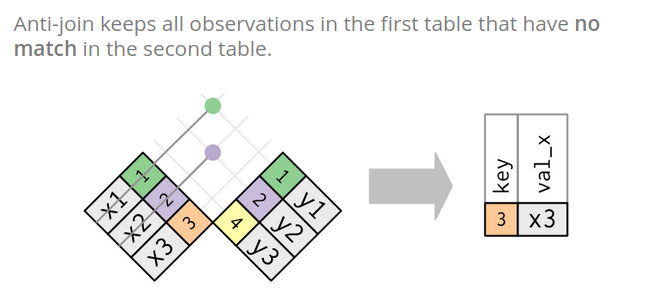 Anti-join keeps all observations in the first table that have no
match in the second table.
1 2 3
x1 x2 x3
1 2 4
y1 y2 y3
key val_x
3 x3